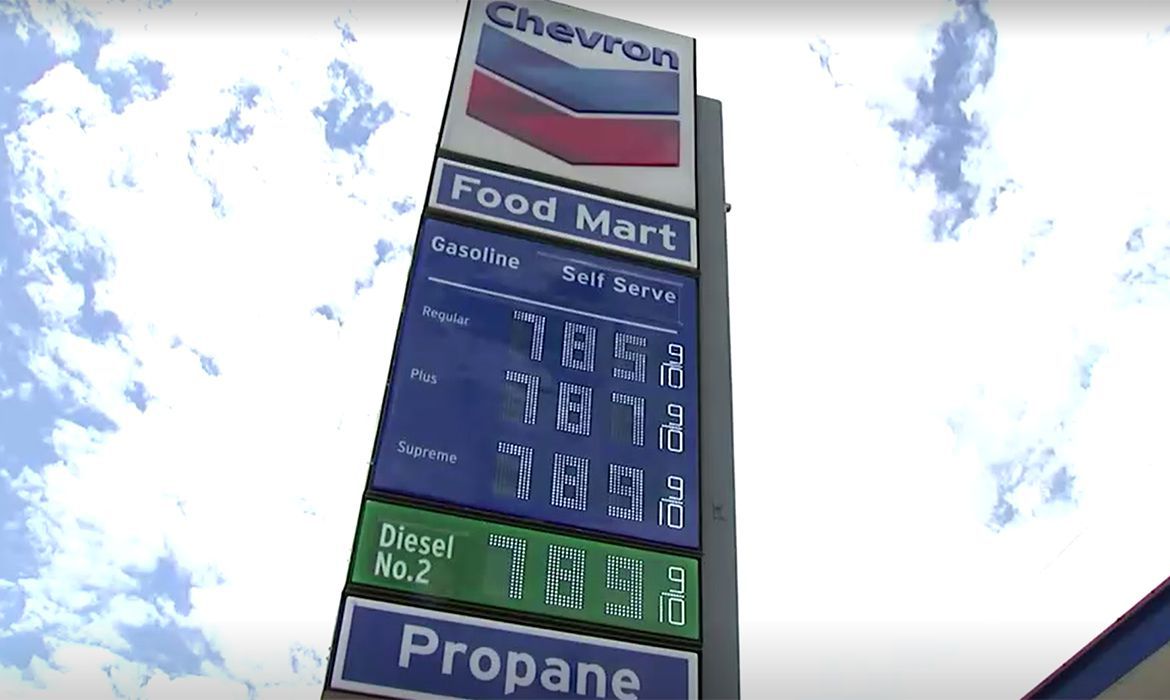 Chevron
Food Mart
Gasoline Self Serve
Regular 785 9/10
Plus 787 9/10
Supreme 789 9/10
Diesel
No.2 789 9/10
Propane